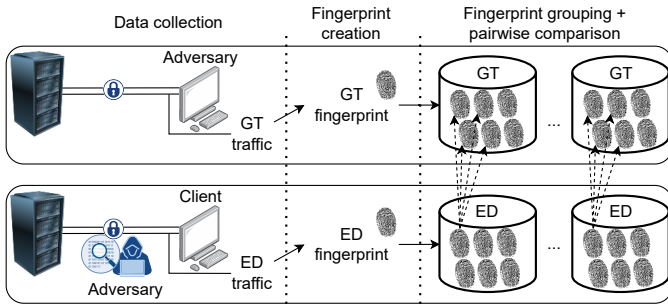 Data collection
Fingerprint
creation
Fingerprint grouping +
pairwise comparison
Adversary
GT
traffic
GT
fingerprint
GT
...
GT
Client
Adversary
ED
traffic
ED
fingerprint
ED
...
ED